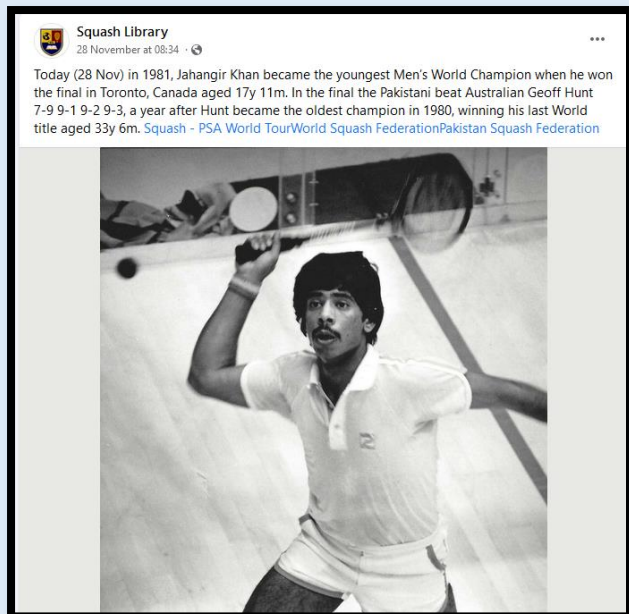 Squash Library
28 November at 08:34 ·
Today (28 Nov) in 1981, Jahangir Khan became the youngest Men's World Champion when he won
the final in Toronto, Canada aged 17y 11m. In the final the Pakistani beat Australian Geoff Hunt
7-9 9-1 9-2 9-3, a year after Hunt became the oldest champion in 1980, winning his last World
title aged 33y 6m. Squash - PSA World TourWorld Squash FederationPakistan Squash Federation